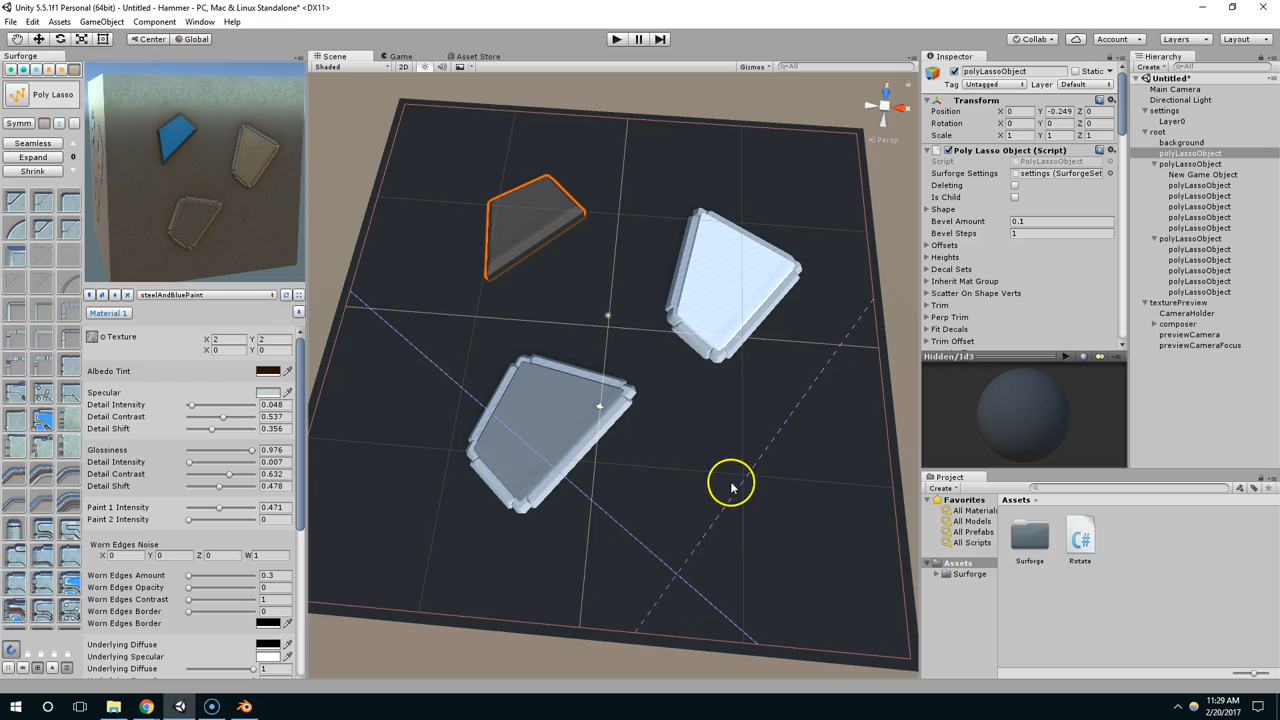 Unity 5.5.1f1 Personal (64bit) - Untitled - Hammer - PC, Mac & Linux Standalone* <DX11>
File Edit Assets GameObject Component Window Help
Center Global Collab Account Layers Layout
Surforge
Poly Lasso
Symm
Seamless
Expand 0
Shrink
steelAndBluePaint
Material 1
Texture X 2 Y 2
X 0 Y 0
Albedo Tint
Specular
Detail Intensity 0.048
Detail Contrast 0.537
Detail Shift 0.356
Glossiness 0.976
Detail Intensity 0.007
Detail Contrast 0.632
Detail Shift 0.478
Paint 1 Intensity 0.471
Paint 2 Intensity 0
Worn Edges Noise
X 0 Y 0 Z 0 W 1
Worn Edges Amount 0.3
Worn Edges Opacity 0
Worn Edges Contrast 1
Worn Edges Border 0
Worn Edges Border
Underlying Diffuse
Underlying Specular
Underlying Diffuse 1
Scene Game Asset Store
Shaded 2D Gizmos All
Persp
Inspector
polyLassoObject Static
Tag Untagged Layer Default
Transform
Position X 0 Y -0.249 Z 0
Rotation X 0 Y 0 Z 0
Scale X 1 Y 1 Z 1
Poly Lasso Object (Script)
Script PolyLassoObject
Surforge Settings settings (SurforgeSet
Deleting
Is Child
Shape
Bevel Amount 0.1
Bevel Steps 1
Offsets
Heights
Decal Sets
Inherit Mat Group
Scatter On Shape Verts
Trim
Perp Trim
Fit Decals
Trim Offset
Hidden/Id3
Hierarchy
Create All
Untitled*
Main Camera
Directional Light
settings
Layer0
root
background
polyLassoObject
polyLassoObject
New Game Object
polyLassoObject
polyLassoObject
polyLassoObject
polyLassoObject
polyLassoObject
polyLassoObject
polyLassoObject
polyLassoObject
polyLassoObject
polyLassoObject
texturePreview
CameraHolder
composer
previewCamera
previewCameraFocus
Project
Create
Favorites
All Materials
All Models
All Prefabs
All Scripts
Assets
Surforge
Assets
Surforge
C#
Rotate
11:29 AM
2/20/2017